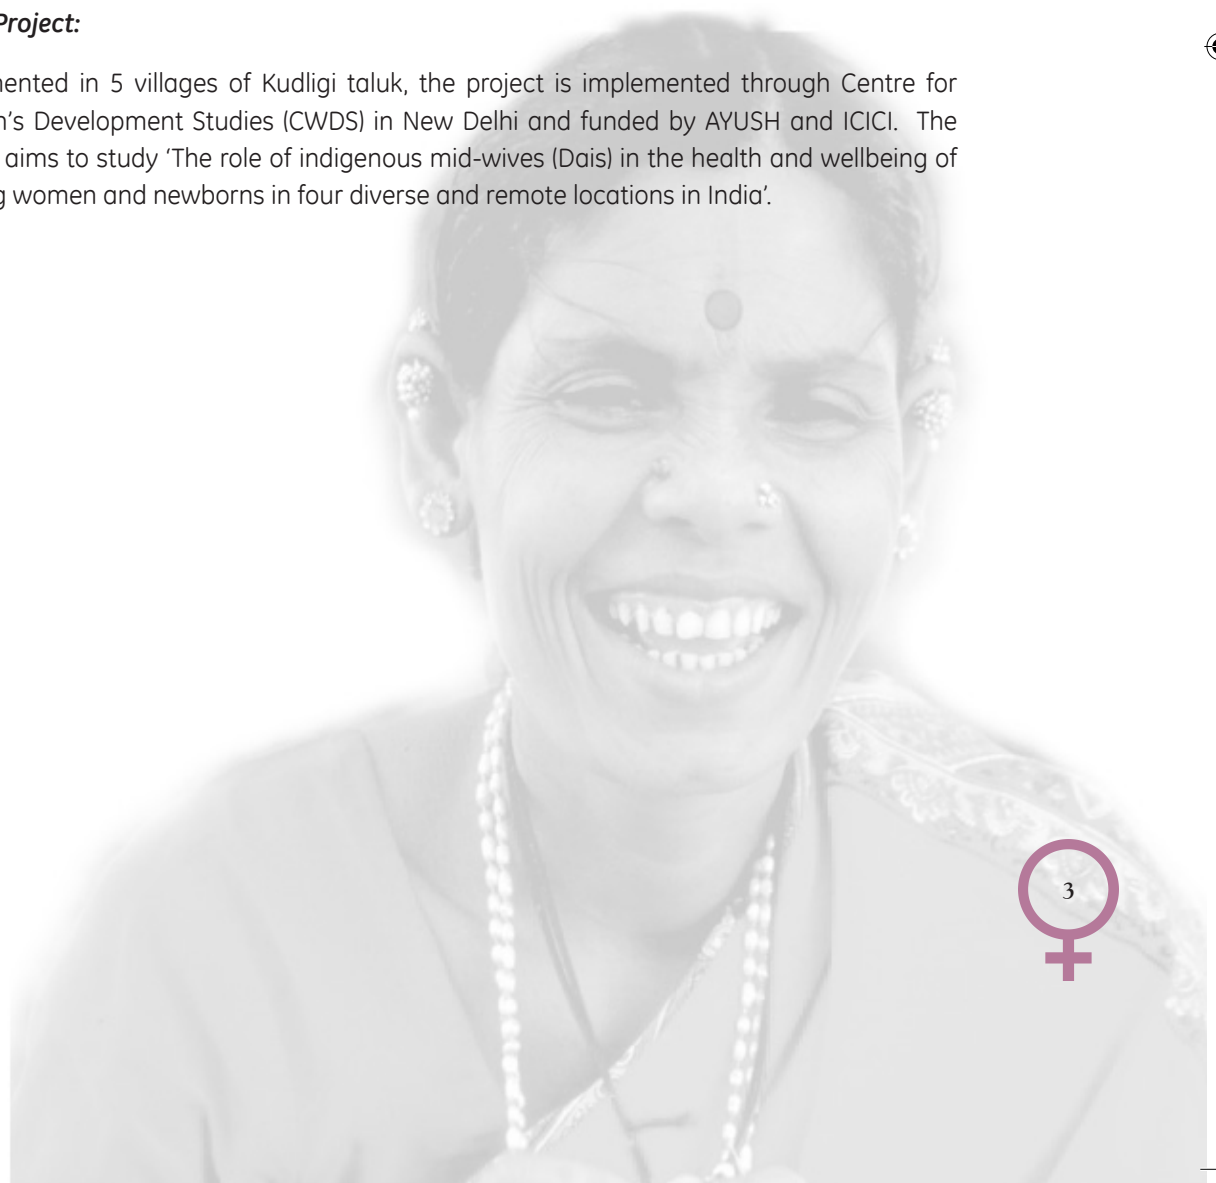 Project:
mented in 5 villages of Kudligi taluk, the project is implemented through Centre for
n's Development Studies (CWDS) in New Delhi and funded by AYUSH and ICICI. The
aims to study ‘The role of indigenous mid-wives (Dais) in the health and wellbeing of
g women and newborns in four diverse and remote locations in India’.
3